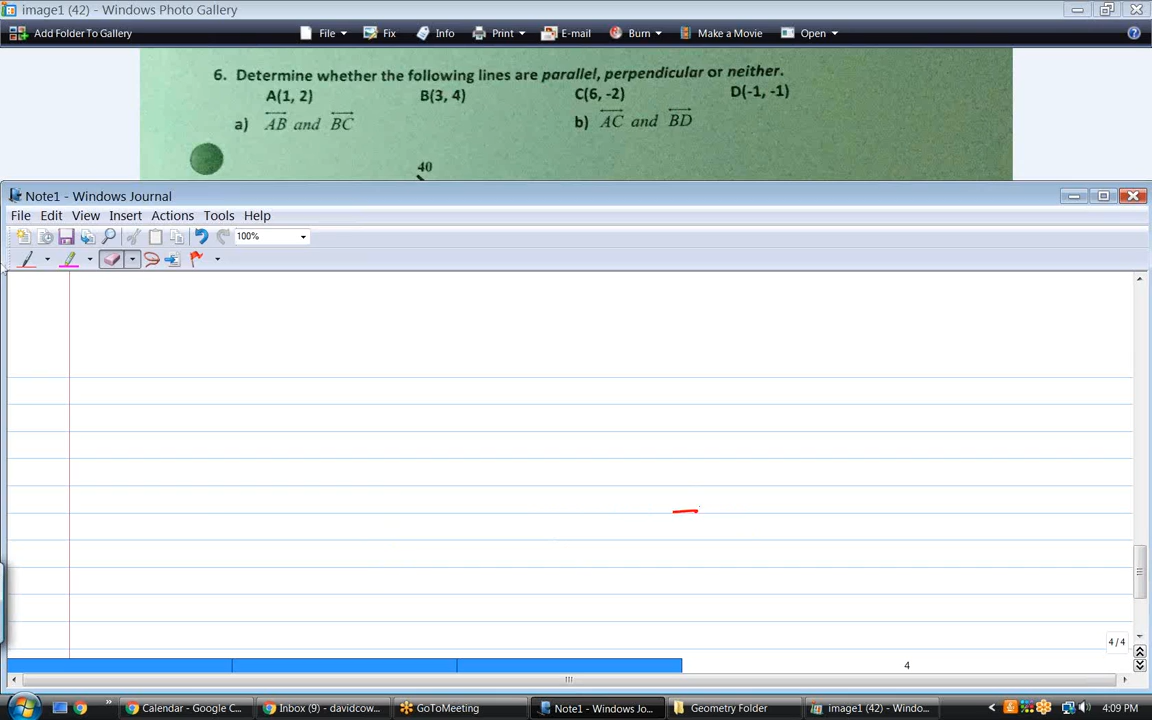 image1 (42) - Windows Photo Gallery
Add Folder To Gallery File Fix Info Print E-mail Burn Make a Movie Open
6. Determine whether the following lines are parallel, perpendicular or neither.
A(1, 2) B(3, 4) C(6, -2) D(-1, -1)
a) AB and BC b) AC and BD
40
Note1 - Windows Journal
File Edit View Insert Actions Tools Help
100%
4/4
4
Calendar - Google C... Inbox (9) - davidcow... GoToMeeting Note1 - Windows Jo... Geometry Folder image1 (42) - Windo... 4:09 PM